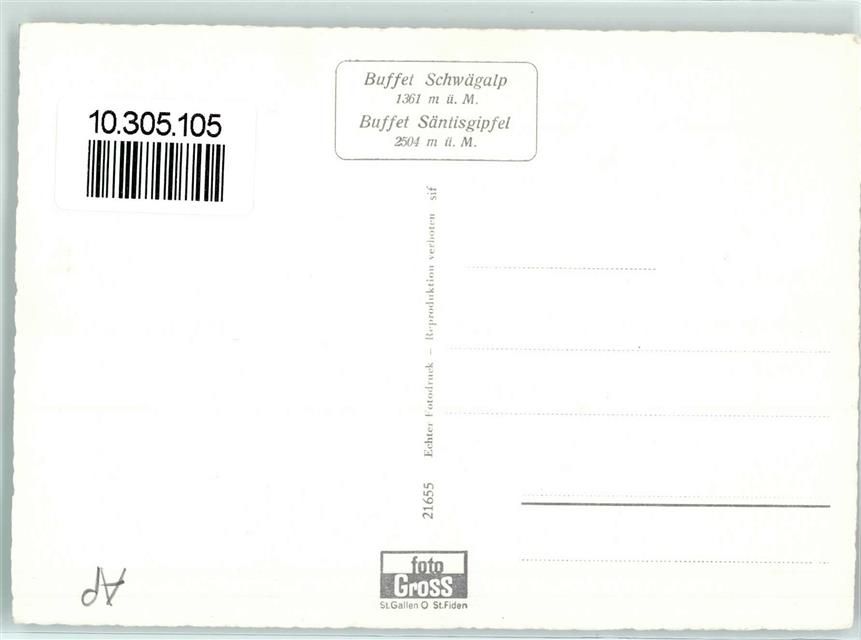 Buffet Schwägalp
1361 m ü. M.
Buffet Säntisgipfel
2504 m ü. M.
10.305.105
21655 Echter Fotodruck – Reproduktion verboten sif
foto
Gross
St.Gallen O St.Fiden
AP